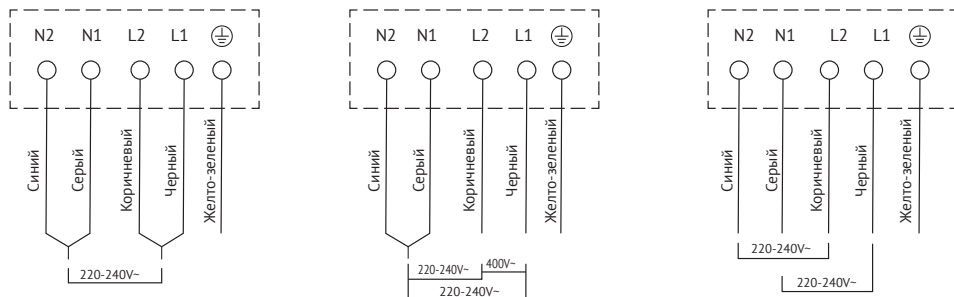 N2 N1 L2 L1
Синий
Серый
Коричневый
Черный
Желто-зеленый
220-240V~
N2 N1 L2 L1
Синий
Серый
Коричневый
Черный
Желто-зеленый
220-240V~
400V~
220-240V~
N2 N1 L2 L1
Синий
Серый
Коричневый
Черный
Желто-зеленый
220-240V~
220-240V~